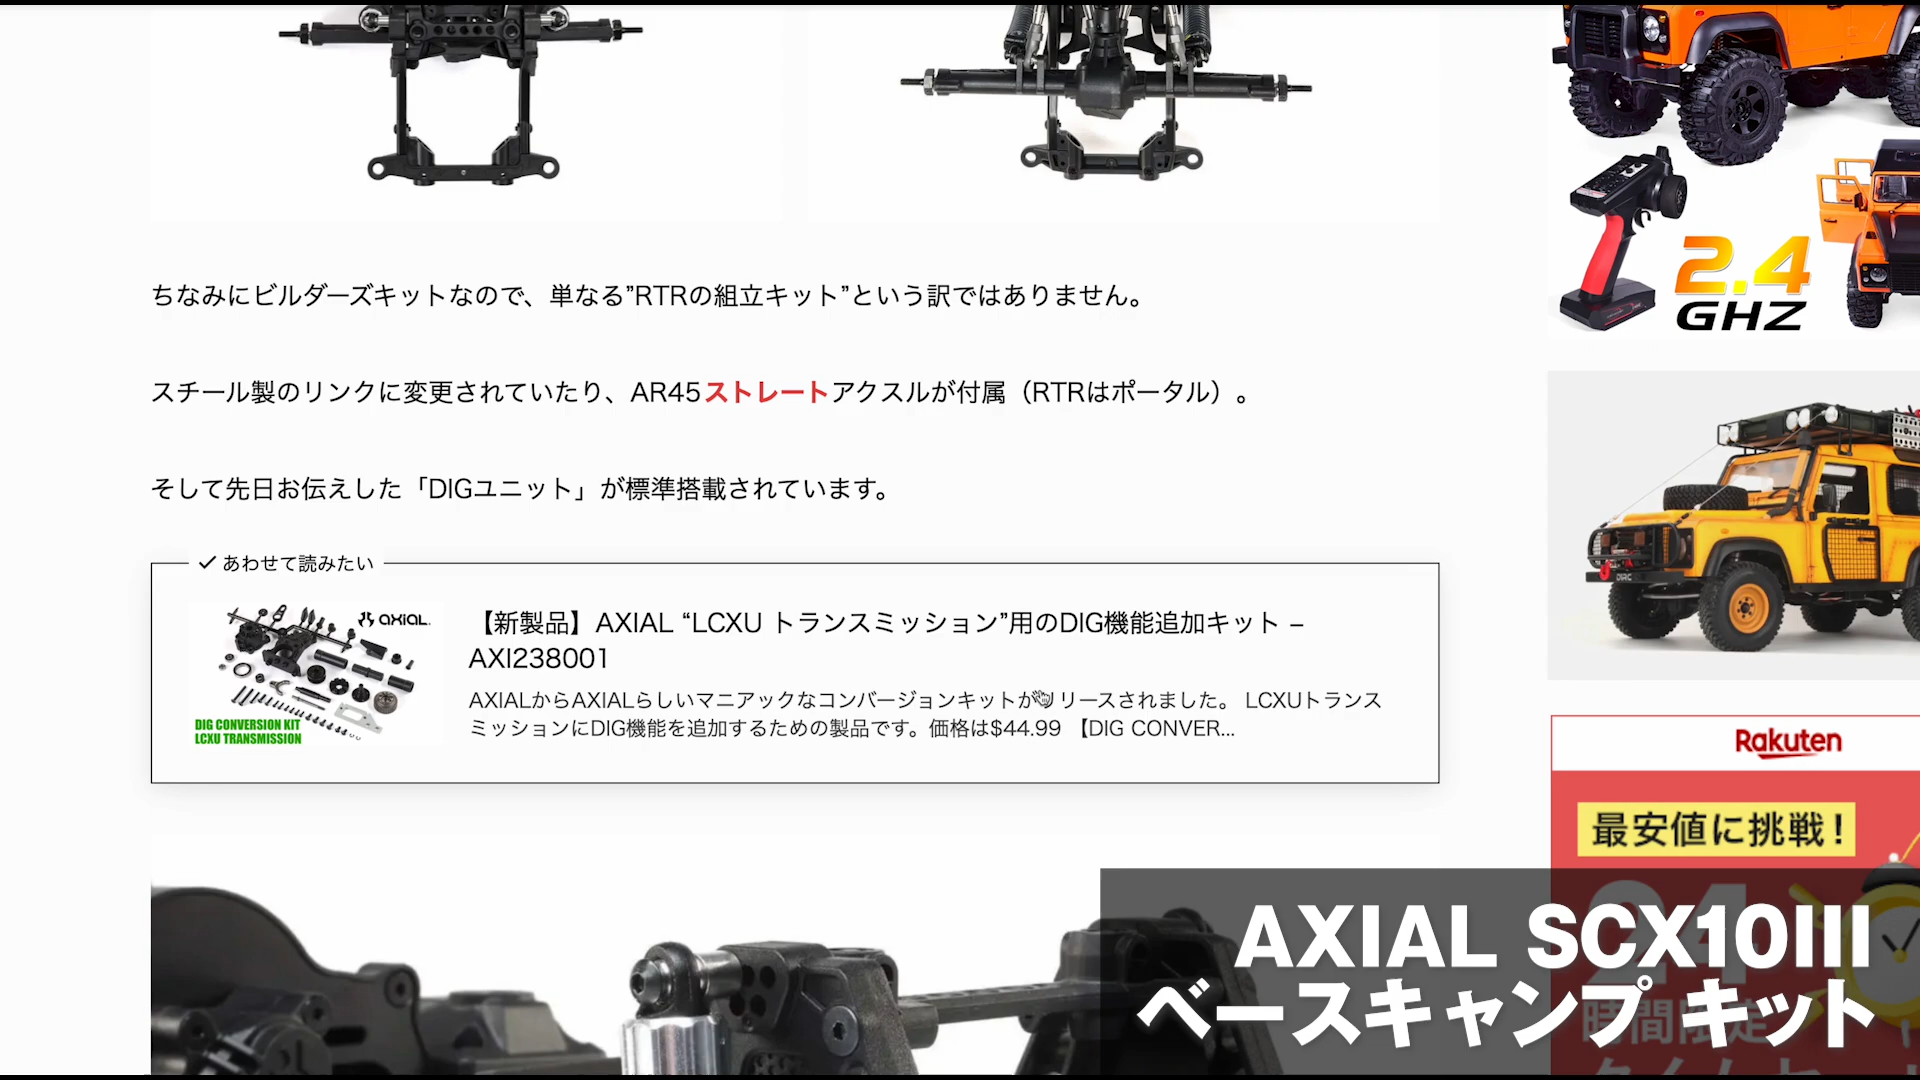 ちなみにビルダーズキットなので、単なる”RTRの組立キット”という訳ではありません。
スチール製のリンクに変更されていたり、AR45ストレートアクスルが付属（RTRはポータル）。
そして先日お伝えした「DIGユニット」が標準搭載されています。
あわせて読みたい
AXIAL.
DIG CONVERSION KIT
LCXU TRANSMISSION
【新製品】AXIAL “LCXU トランスミッション”用のDIG機能追加キット –
AXI238001
AXIALからAXIALらしいマニアックなコンバージョンキットがリリースされました。 LCXUトランス
ミッションにDIG機能を追加するための製品です。価格は$44.99 【DIG CONVER...
2.4
GHZ
Rakuten
最安値に挑戦！
24
時間限定
AXIAL SCX10III
ベースキャンプ キット